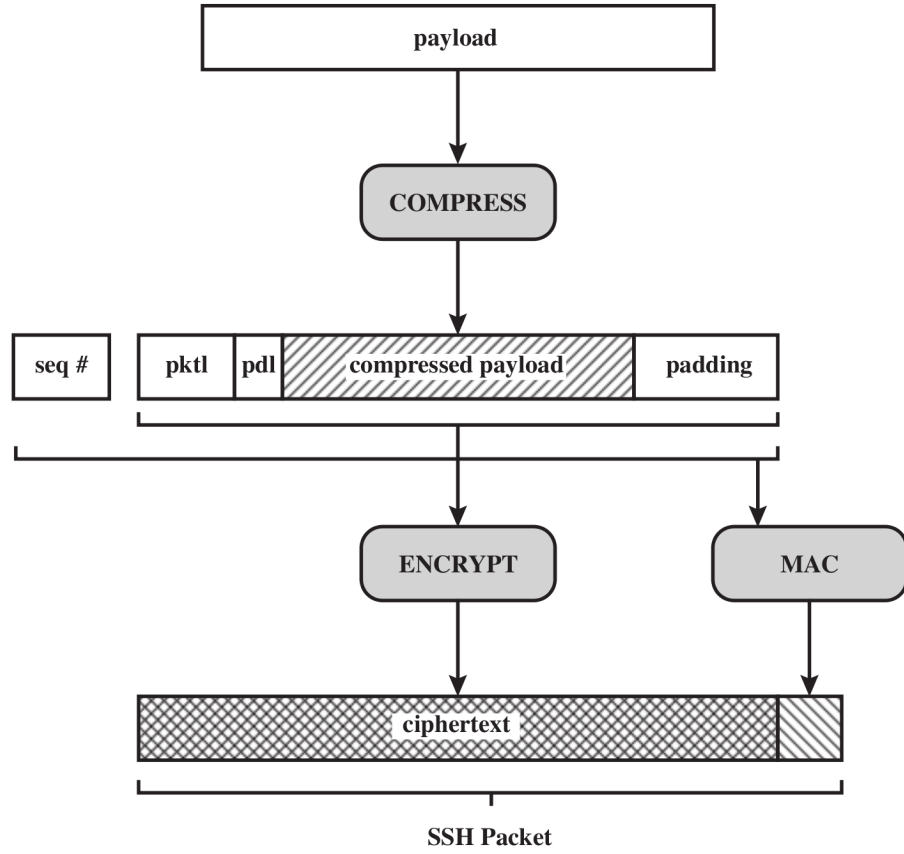 payload
COMPRESS
seq # pktl pdl compressed payload padding
ENCRYPT MAC
ciphertext
SSH Packet